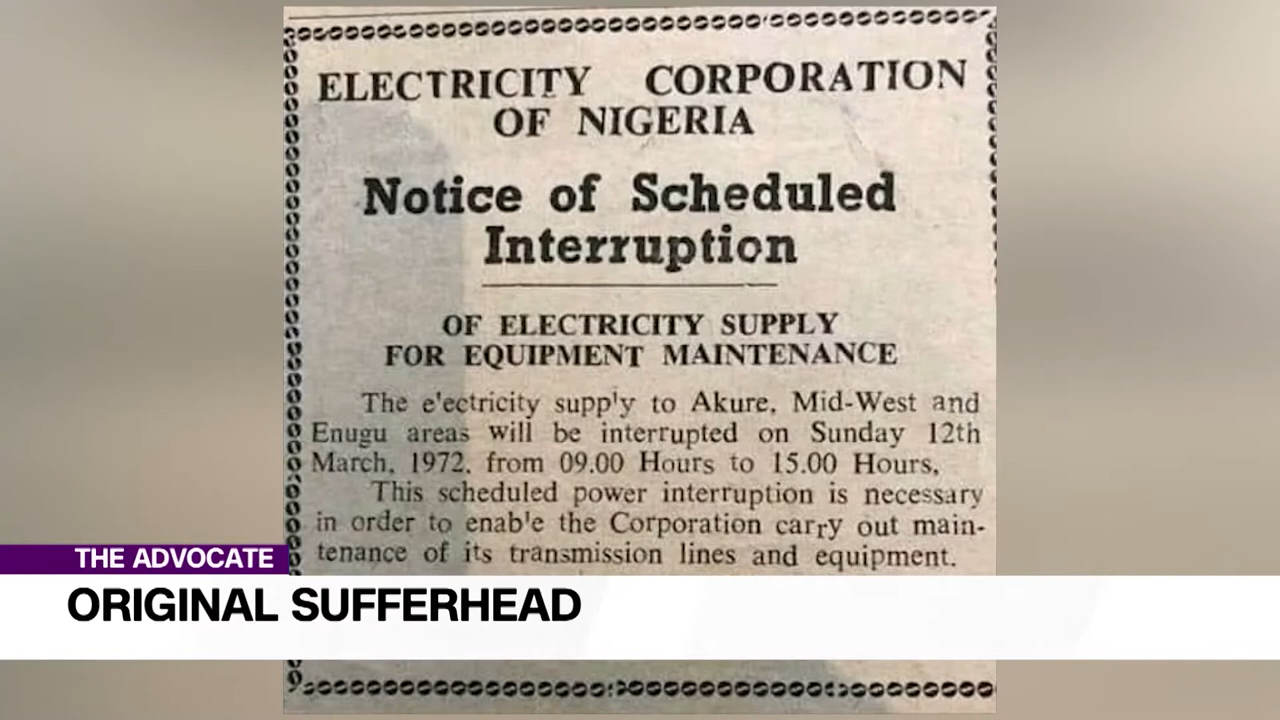 ELECTRICITY CORPORATION
OF NIGERIA
Notice of Scheduled
Interruption
OF ELECTRICITY SUPPLY
FOR EQUIPMENT MAINTENANCE
The e'ectricity supp'y to Akure, Mid-West and
Enugu areas will be interrupted on Sunday 12th
March, 1972, from 09.00 Hours to 15.00 Hours,
This scheduled power interruption is necessary
in order to enab'e the Corporation carry out main-
tenance of its transmission lines and equipment.
THE ADVOCATE
ORIGINAL SUFFERHEAD